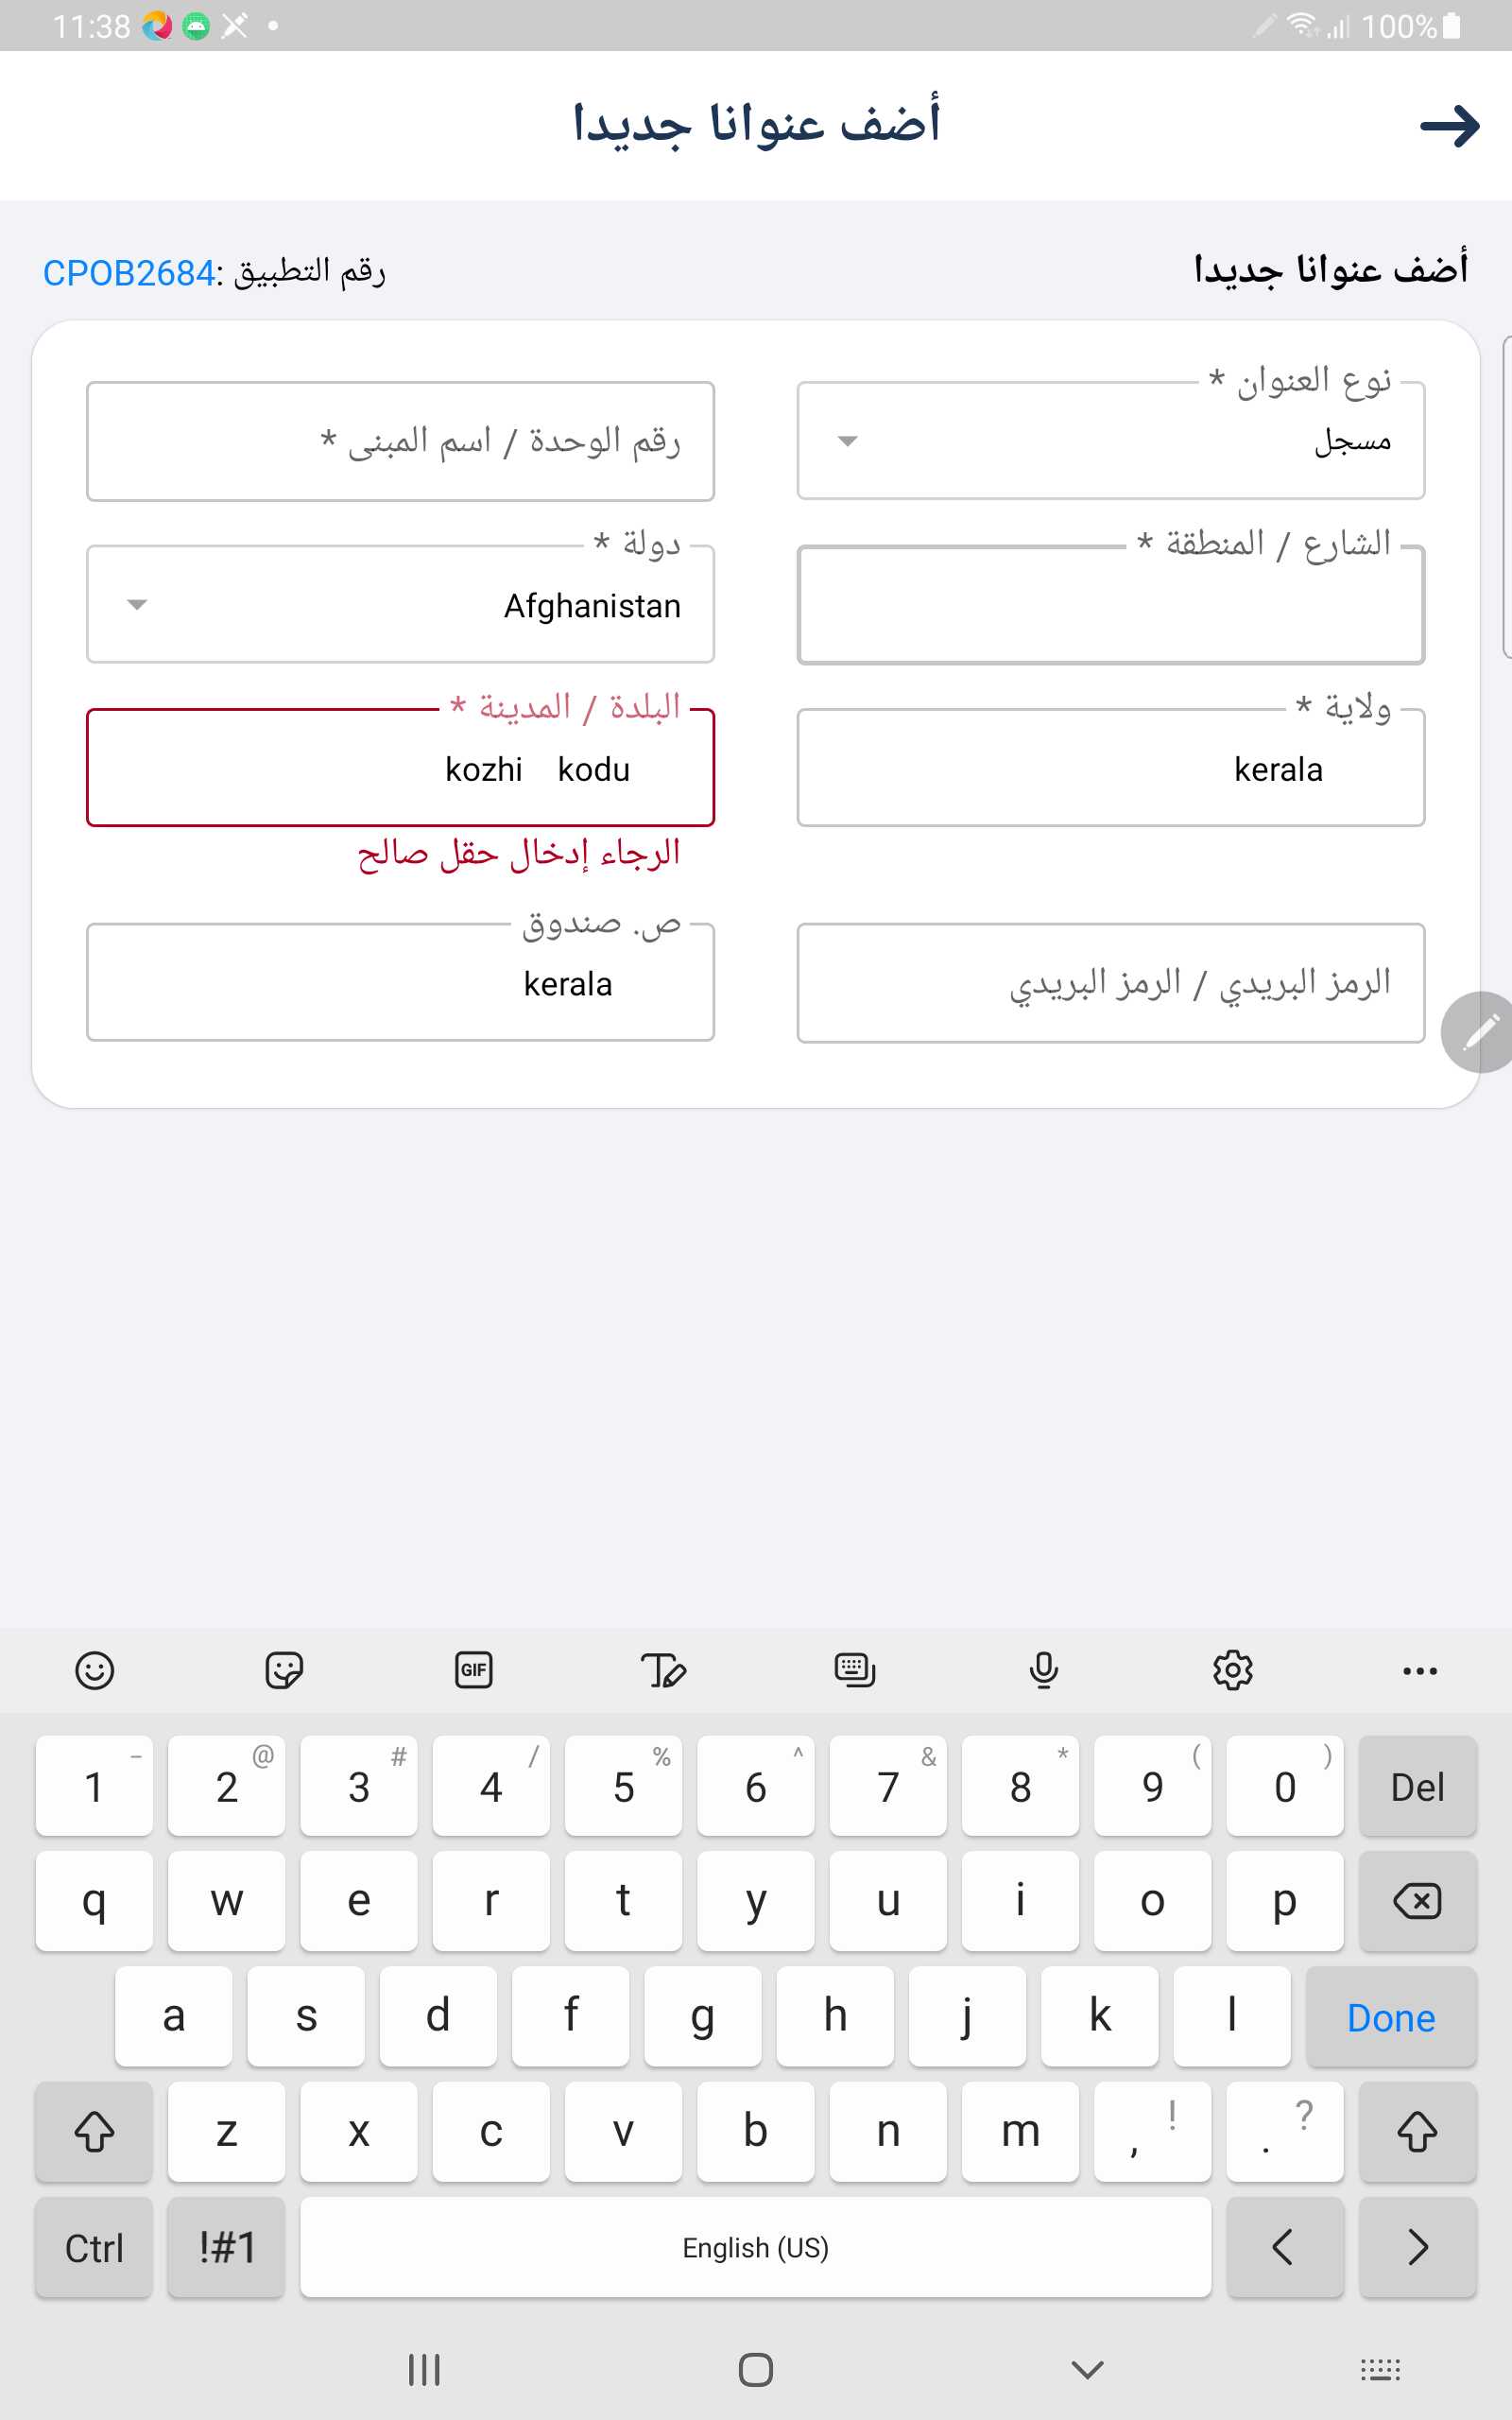 11:38 100%
أضف عنوانا جديدا
أضف عنوانا جديدا
رقم التطبيق :CPOB2684
نوع العنوان *
مسجل
رقم الوحدة / اسم المبنى *
الشارع / المنطقة *
دولة *
Afghanistan
ولاية *
kerala
البلدة / المدينة *
kozhi kodu
الرجاء إدخال حقل صالح
الرمز البريدي / الرمز البريدي
ص. صندوق
kerala
GIF
1 - 2 @ 3 # 4 / 5 % 6 ^ 7 & 8 * 9 ( 0 ) Del
q w e r t y u i o p
a s d f g h j k l Done
z x c v b n m , ! . ?
Ctrl !#1 English (US) < >